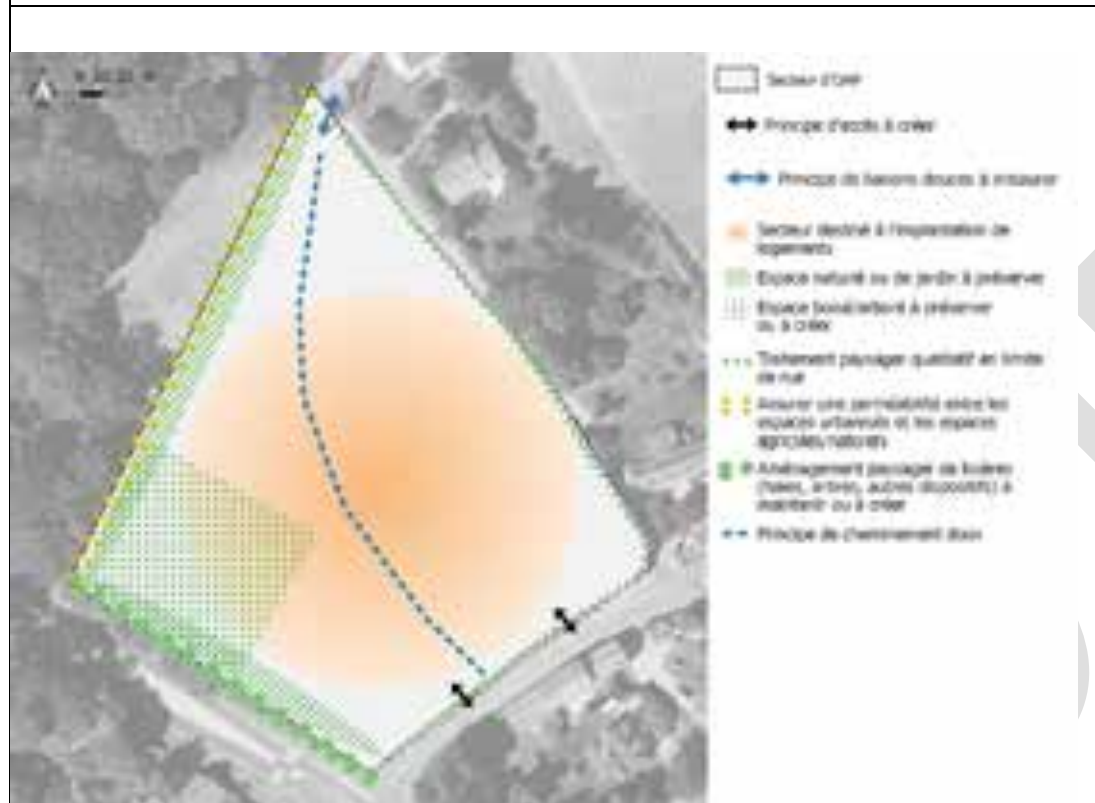 Secteur d'OAP
Principe d'accès à créer
Principe de liaisons douces à instaurer
Secteur destiné à l'implantation de
logements
Espace naturel ou de jardin à préserver
Espace boisé/arboré à préserver
ou à créer
Traitement paysager qualitatif en limite
de rue
Assurer une perméabilité entre les
espaces urbanisés et les espaces
agricoles/naturels
Aménagement paysager de lisières
(haies, arbres, autres dispositifs) à
maintenir ou à créer
Principe de cheminement doux